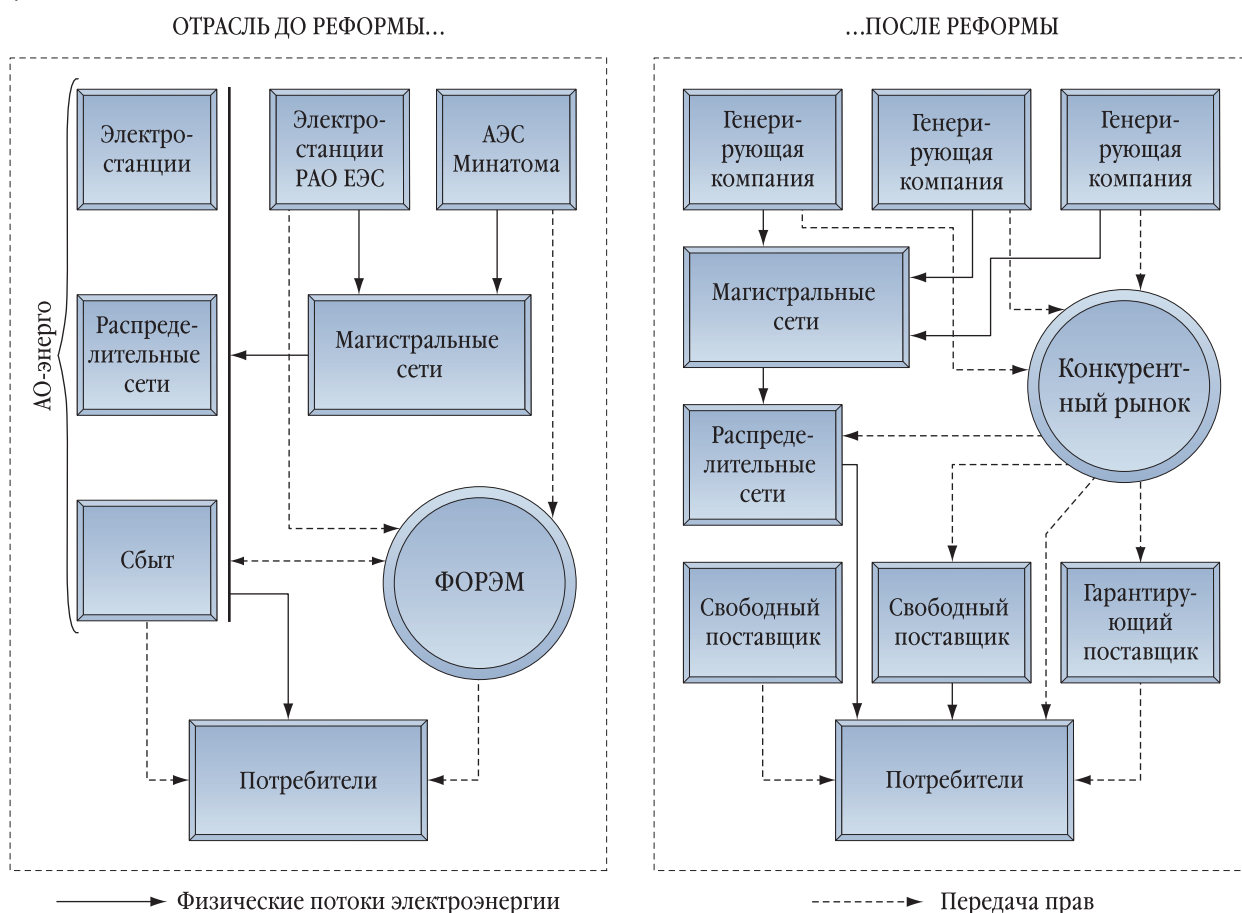 ОТРАСЛЬ ДО РЕФОРМЫ…
АО-энерго
Электро-
станции
Электро-
станции
РАО ЕЭС
АЭС
Минатома
Распреде-
лительные
сети
Магистральные
сети
Сбыт
ФОРЭМ
Потребители
…ПОСЛЕ РЕФОРМЫ
Генери-
рующая
компания
Генери-
рующая
компания
Генери-
рующая
компания
Магистральные
сети
Конкурент-
ный рынок
Распреде-
лительные
сети
Свободный
поставщик
Свободный
поставщик
Гарантиру-
ющий
поставщик
Потребители
Физические потоки электроэнергии
Передача прав